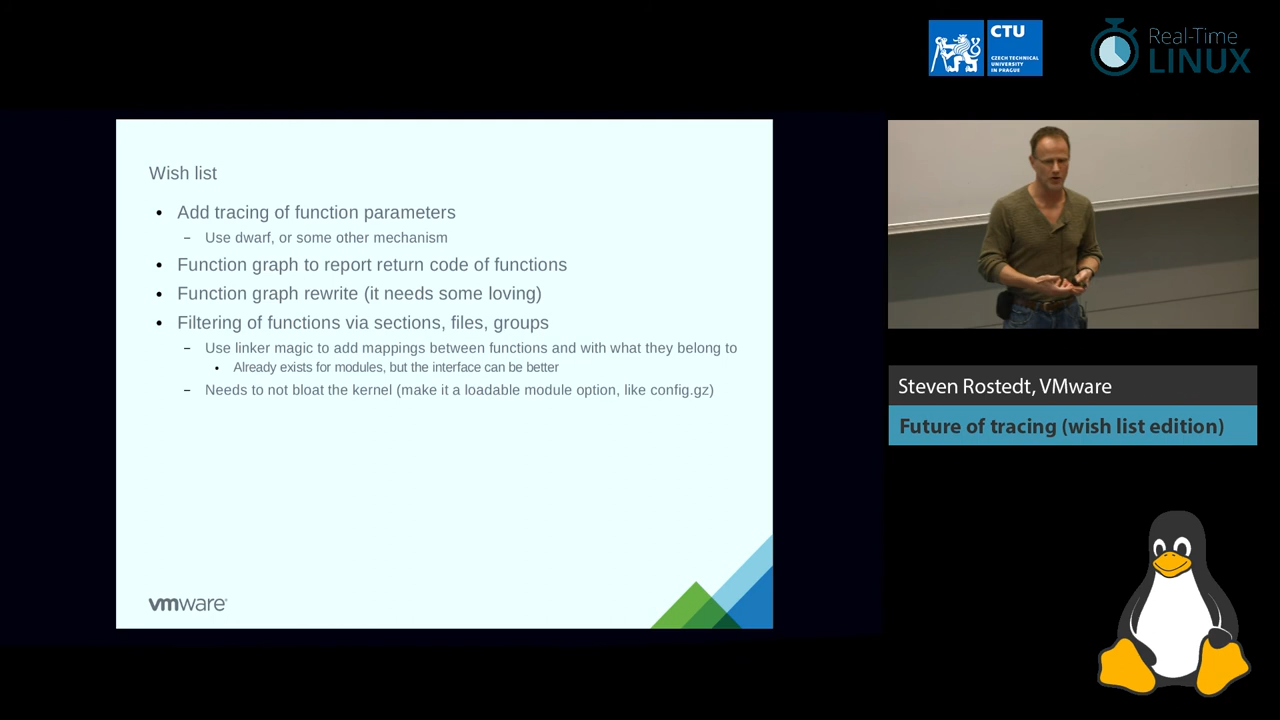 CTU
CZECH TECHNICAL
UNIVERSITY
IN PRAGUE
Real-Time
LINUX
Wish list
• Add tracing of function parameters
– Use dwarf, or some other mechanism
• Function graph to report return code of functions
• Function graph rewrite (it needs some loving)
• Filtering of functions via sections, files, groups
– Use linker magic to add mappings between functions and with what they belong to
• Already exists for modules, but the interface can be better
– Needs to not bloat the kernel (make it a loadable module option, like config.gz)
vmware®
Steven Rostedt, VMware
Future of tracing (wish list edition)